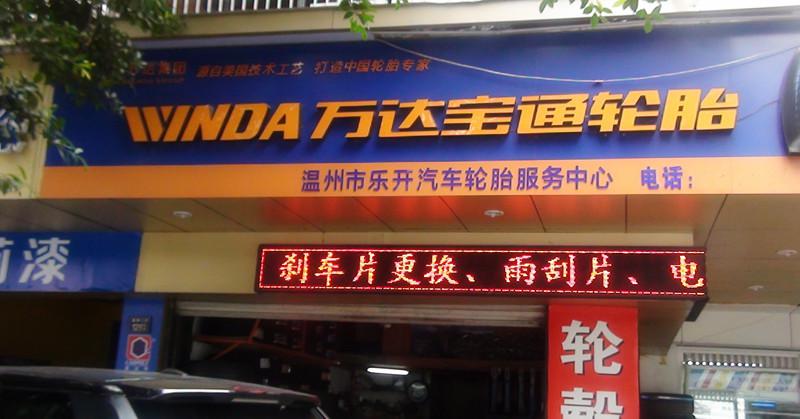 源自美国技术工艺 打造中国轮胎专家
WINDA 万达宝通轮胎
温州市乐开汽车轮胎服务中心 电话：
刹车片更换、雨刮片、电
漆
轮